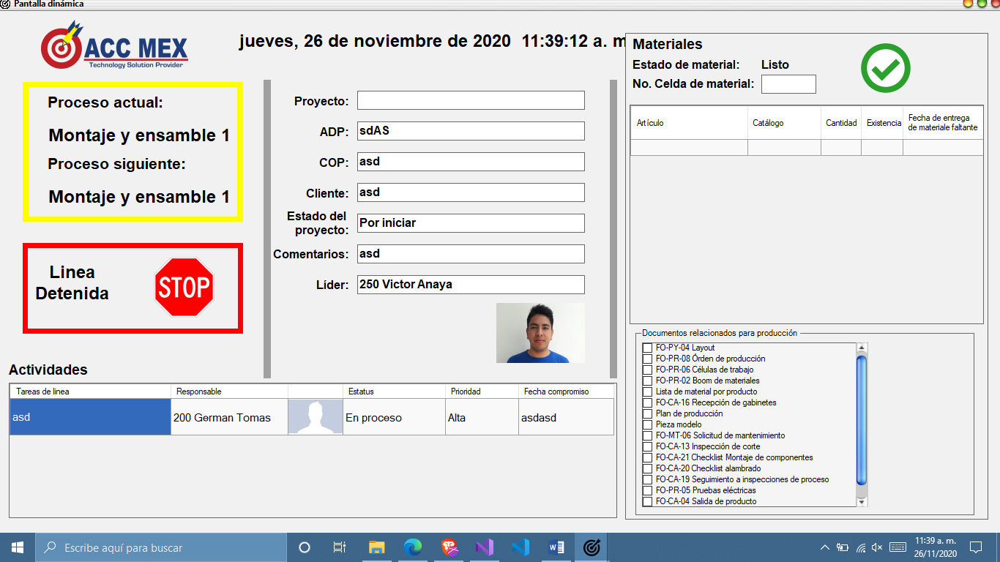 Pantalla dinámica
ACC MEX
Technology Solution Provider
jueves, 26 de noviembre de 2020 11:39:12 a. m
Proceso actual:
Montaje y ensamble 1
Proceso siguiente:
Montaje y ensamble 1
Linea
Detenida
STOP
Proyecto:
ADP: sdAS
COP: asd
Cliente: asd
Estado del
proyecto: Por iniciar
Comentarios: asd
Líder: 250 Victor Anaya
Materiales
Estado de material: Listo
No. Celda de material:
Artículo Catálogo Cantidad Existencia Fecha de entrega
de materiale faltante
Documentos relacionados para producción
FO-PY-04 Layout
FO-PR-08 Órden de producción
FO-PR-06 Células de trabajo
FO-PR-02 Boom de materiales
Lista de material por producto
FO-CA-16 Recepción de gabinetes
Plan de producción
Pieza modelo
FO-MT-06 Solicitud de mantenimiento
FO-CA-13 Inspección de corte
FO-CA-21 Checklist Montaje de componentes
FO-CA-20 Checklist alambrado
FO-CA-19 Seguimiento a inspecciones de proceso
FO-PR-05 Pruebas eléctricas
FO-CA-04 Salida de producto
Actividades
Tareas de linea Responsable Estatus Prioridad Fecha compromiso
asd 200 German Tomas En proceso Alta asdasd
Escribe aquí para buscar
11:39 a. m.
26/11/2020